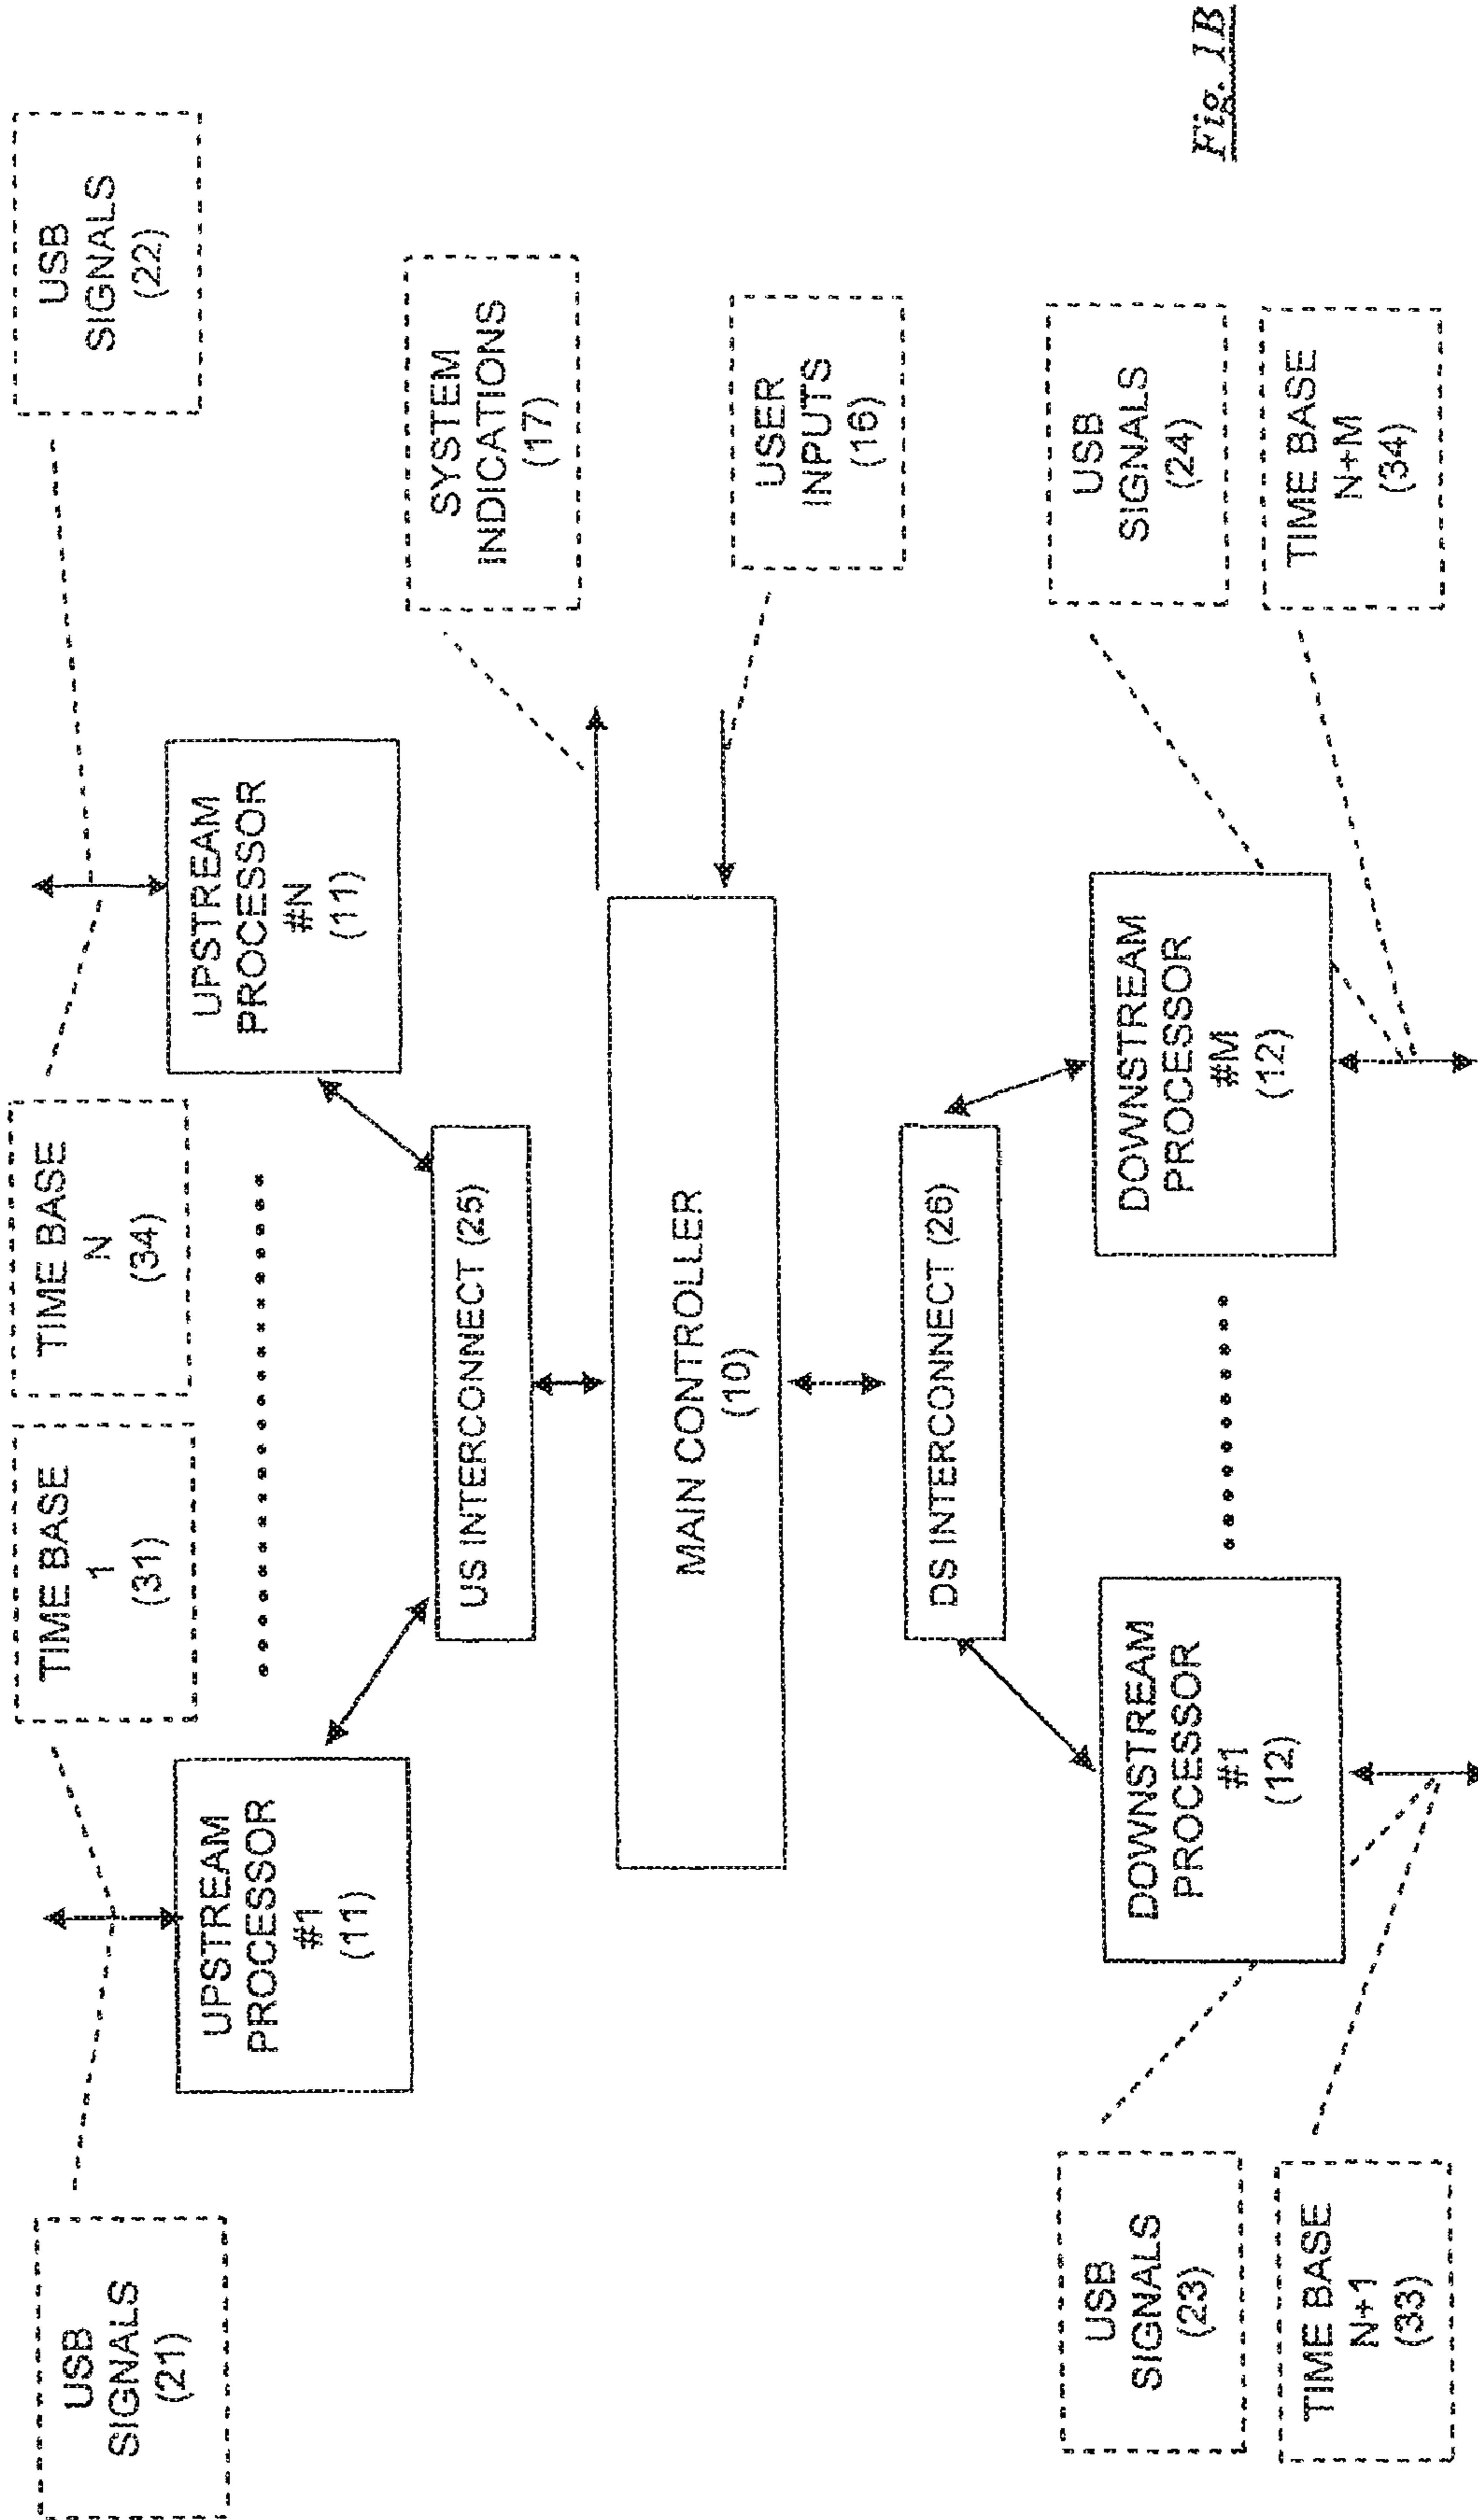 USB
SIGNALS
(21)
TIME BASE
1
(31)
TIME BASE
N
(34)
USB
SIGNALS
(22)
UPSTREAM
PROCESSOR
#1
(11)
UPSTREAM
PROCESSOR
#N
(11)
US INTERCONNECT (25)
SYSTEM
INDICATIONS
(17)
MAIN CONTROLLER
(10)
USER
INPUTS
(16)
DS INTERCONNECT (26)
USB
SIGNALS
(23)
TIME BASE
N+1
(33)
DOWNSTREAM
PROCESSOR
#1
(12)
DOWNSTREAM
PROCESSOR
#M
(12)
USB
SIGNALS
(24)
TIME BASE
N+M
(34)
Fig. 1B